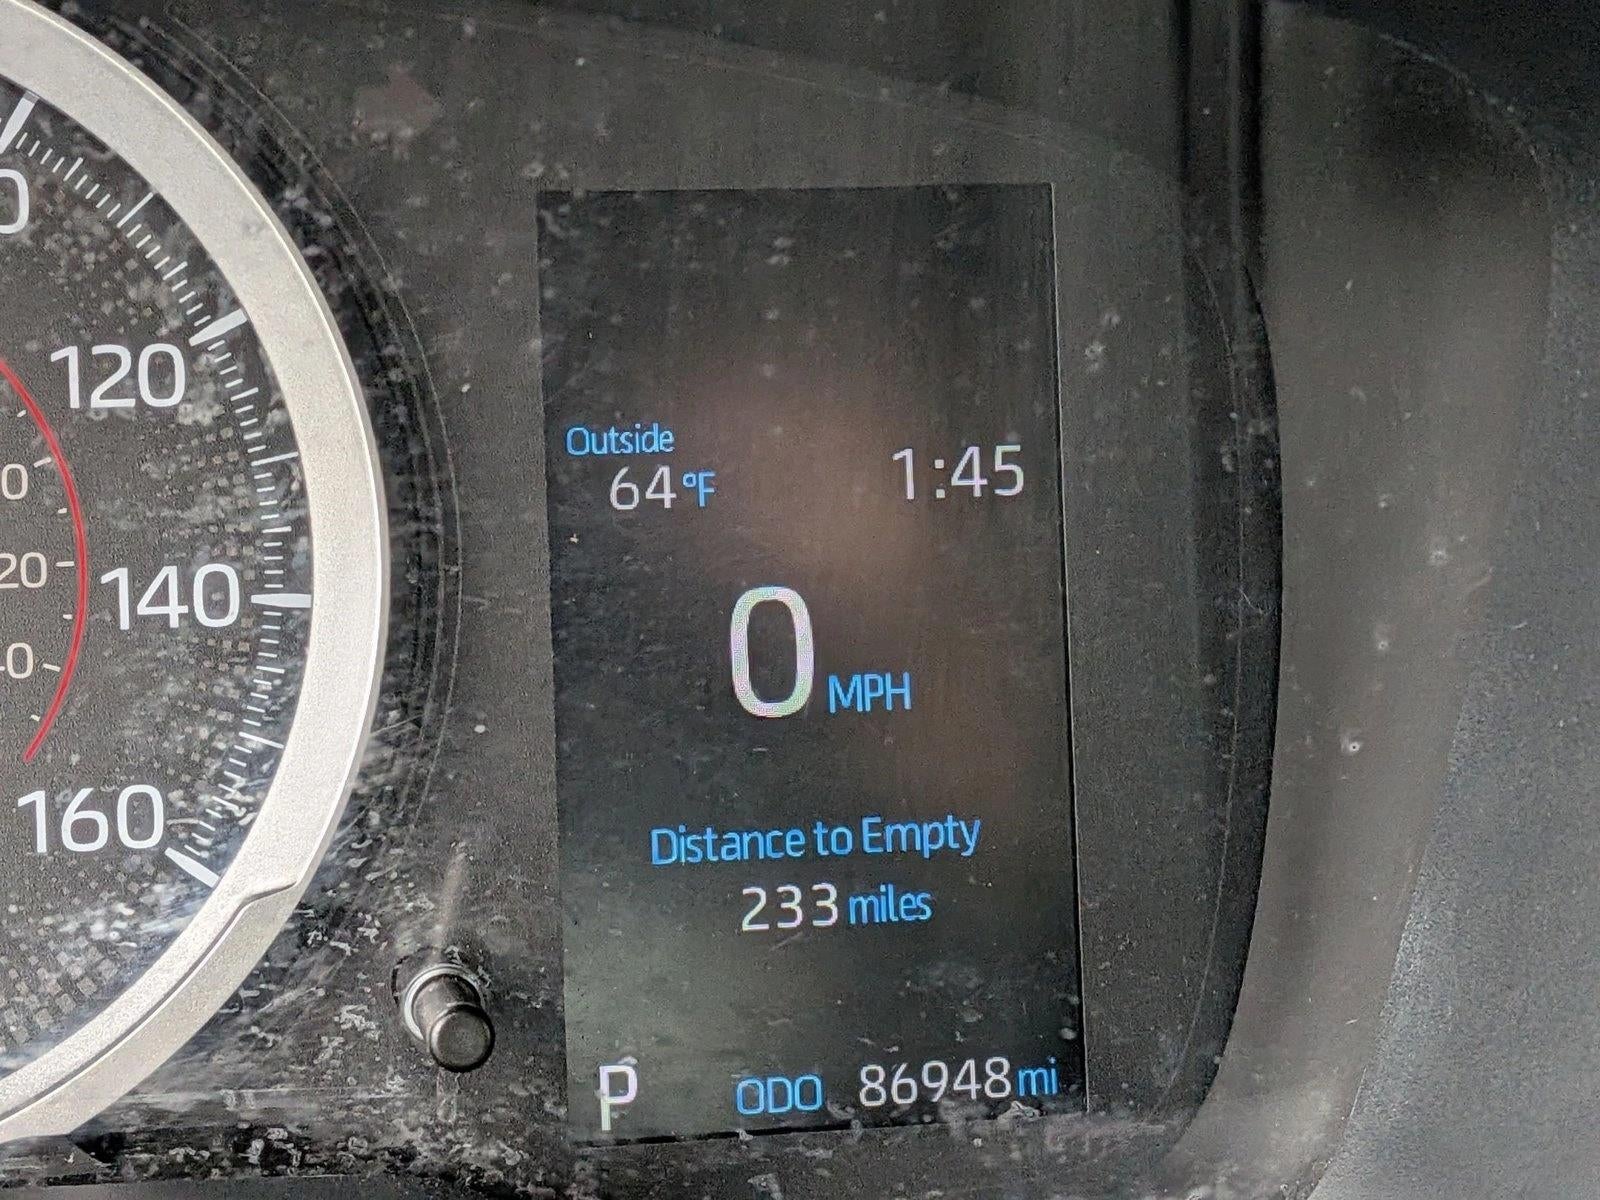 120
140
160
Outside
64°F
1:45
0 MPH
Distance to Empty
233 miles
P
ODO 86948 mi